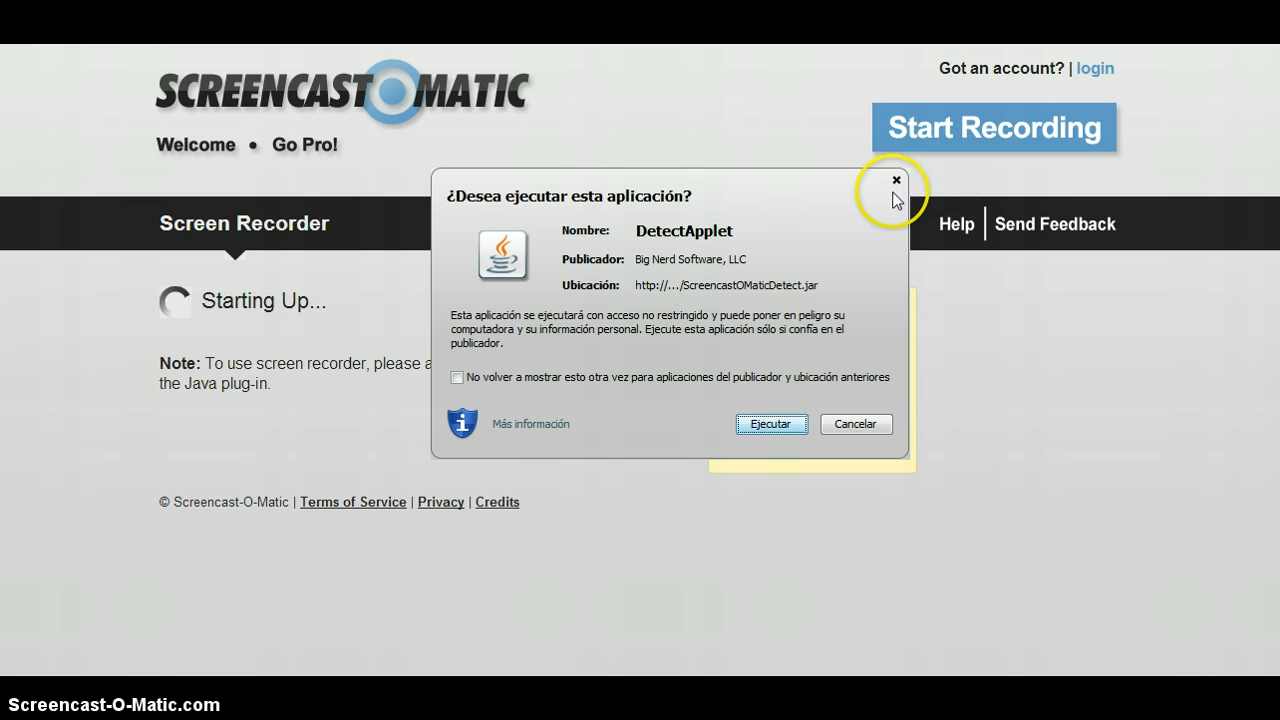 SCREENCAST O MATIC
Got an account? | login
Start Recording
Welcome • Go Pro!
Screen Recorder
Help | Send Feedback
¿Desea ejecutar esta aplicación?
Nombre: DetectApplet
Publicador: Big Nerd Software, LLC
Ubicación: http://.../ScreencastOMaticDetect.jar
Esta aplicación se ejecutará con acceso no restringido y puede poner en peligro su
computadora y su información personal. Ejecute esta aplicación sólo si confía en el
publicador.
No volver a mostrar esto otra vez para aplicaciones del publicador y ubicación anteriores
Más información
Ejecutar
Cancelar
Starting Up...
Note: To use screen recorder, please
the Java plug-in.
© Screencast-O-Matic | Terms of Service | Privacy | Credits
Screencast-O-Matic.com